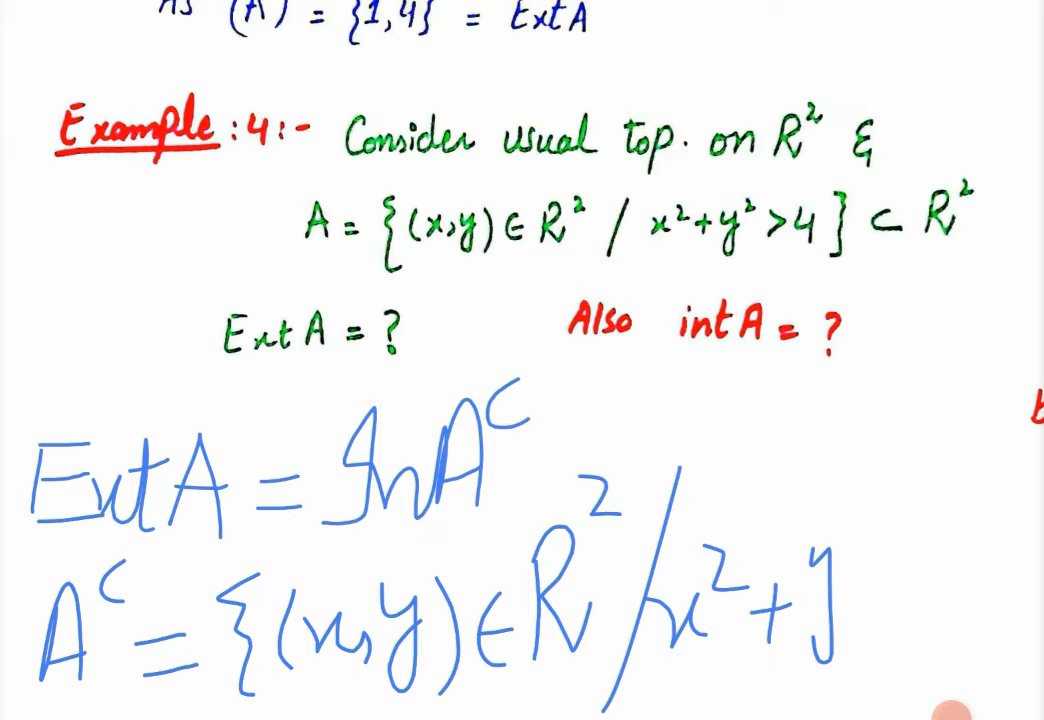 As (A) = {1,4} = Ext A
Example:4:- Consider usual top. on R² &
A = {(x,y) ∈ R² / x²+y² >4 } ⊂ R²
Ext A = ? Also int A = ?
Ext A = In A^c
A^c = {(x,y) ∈ R² / x² + y